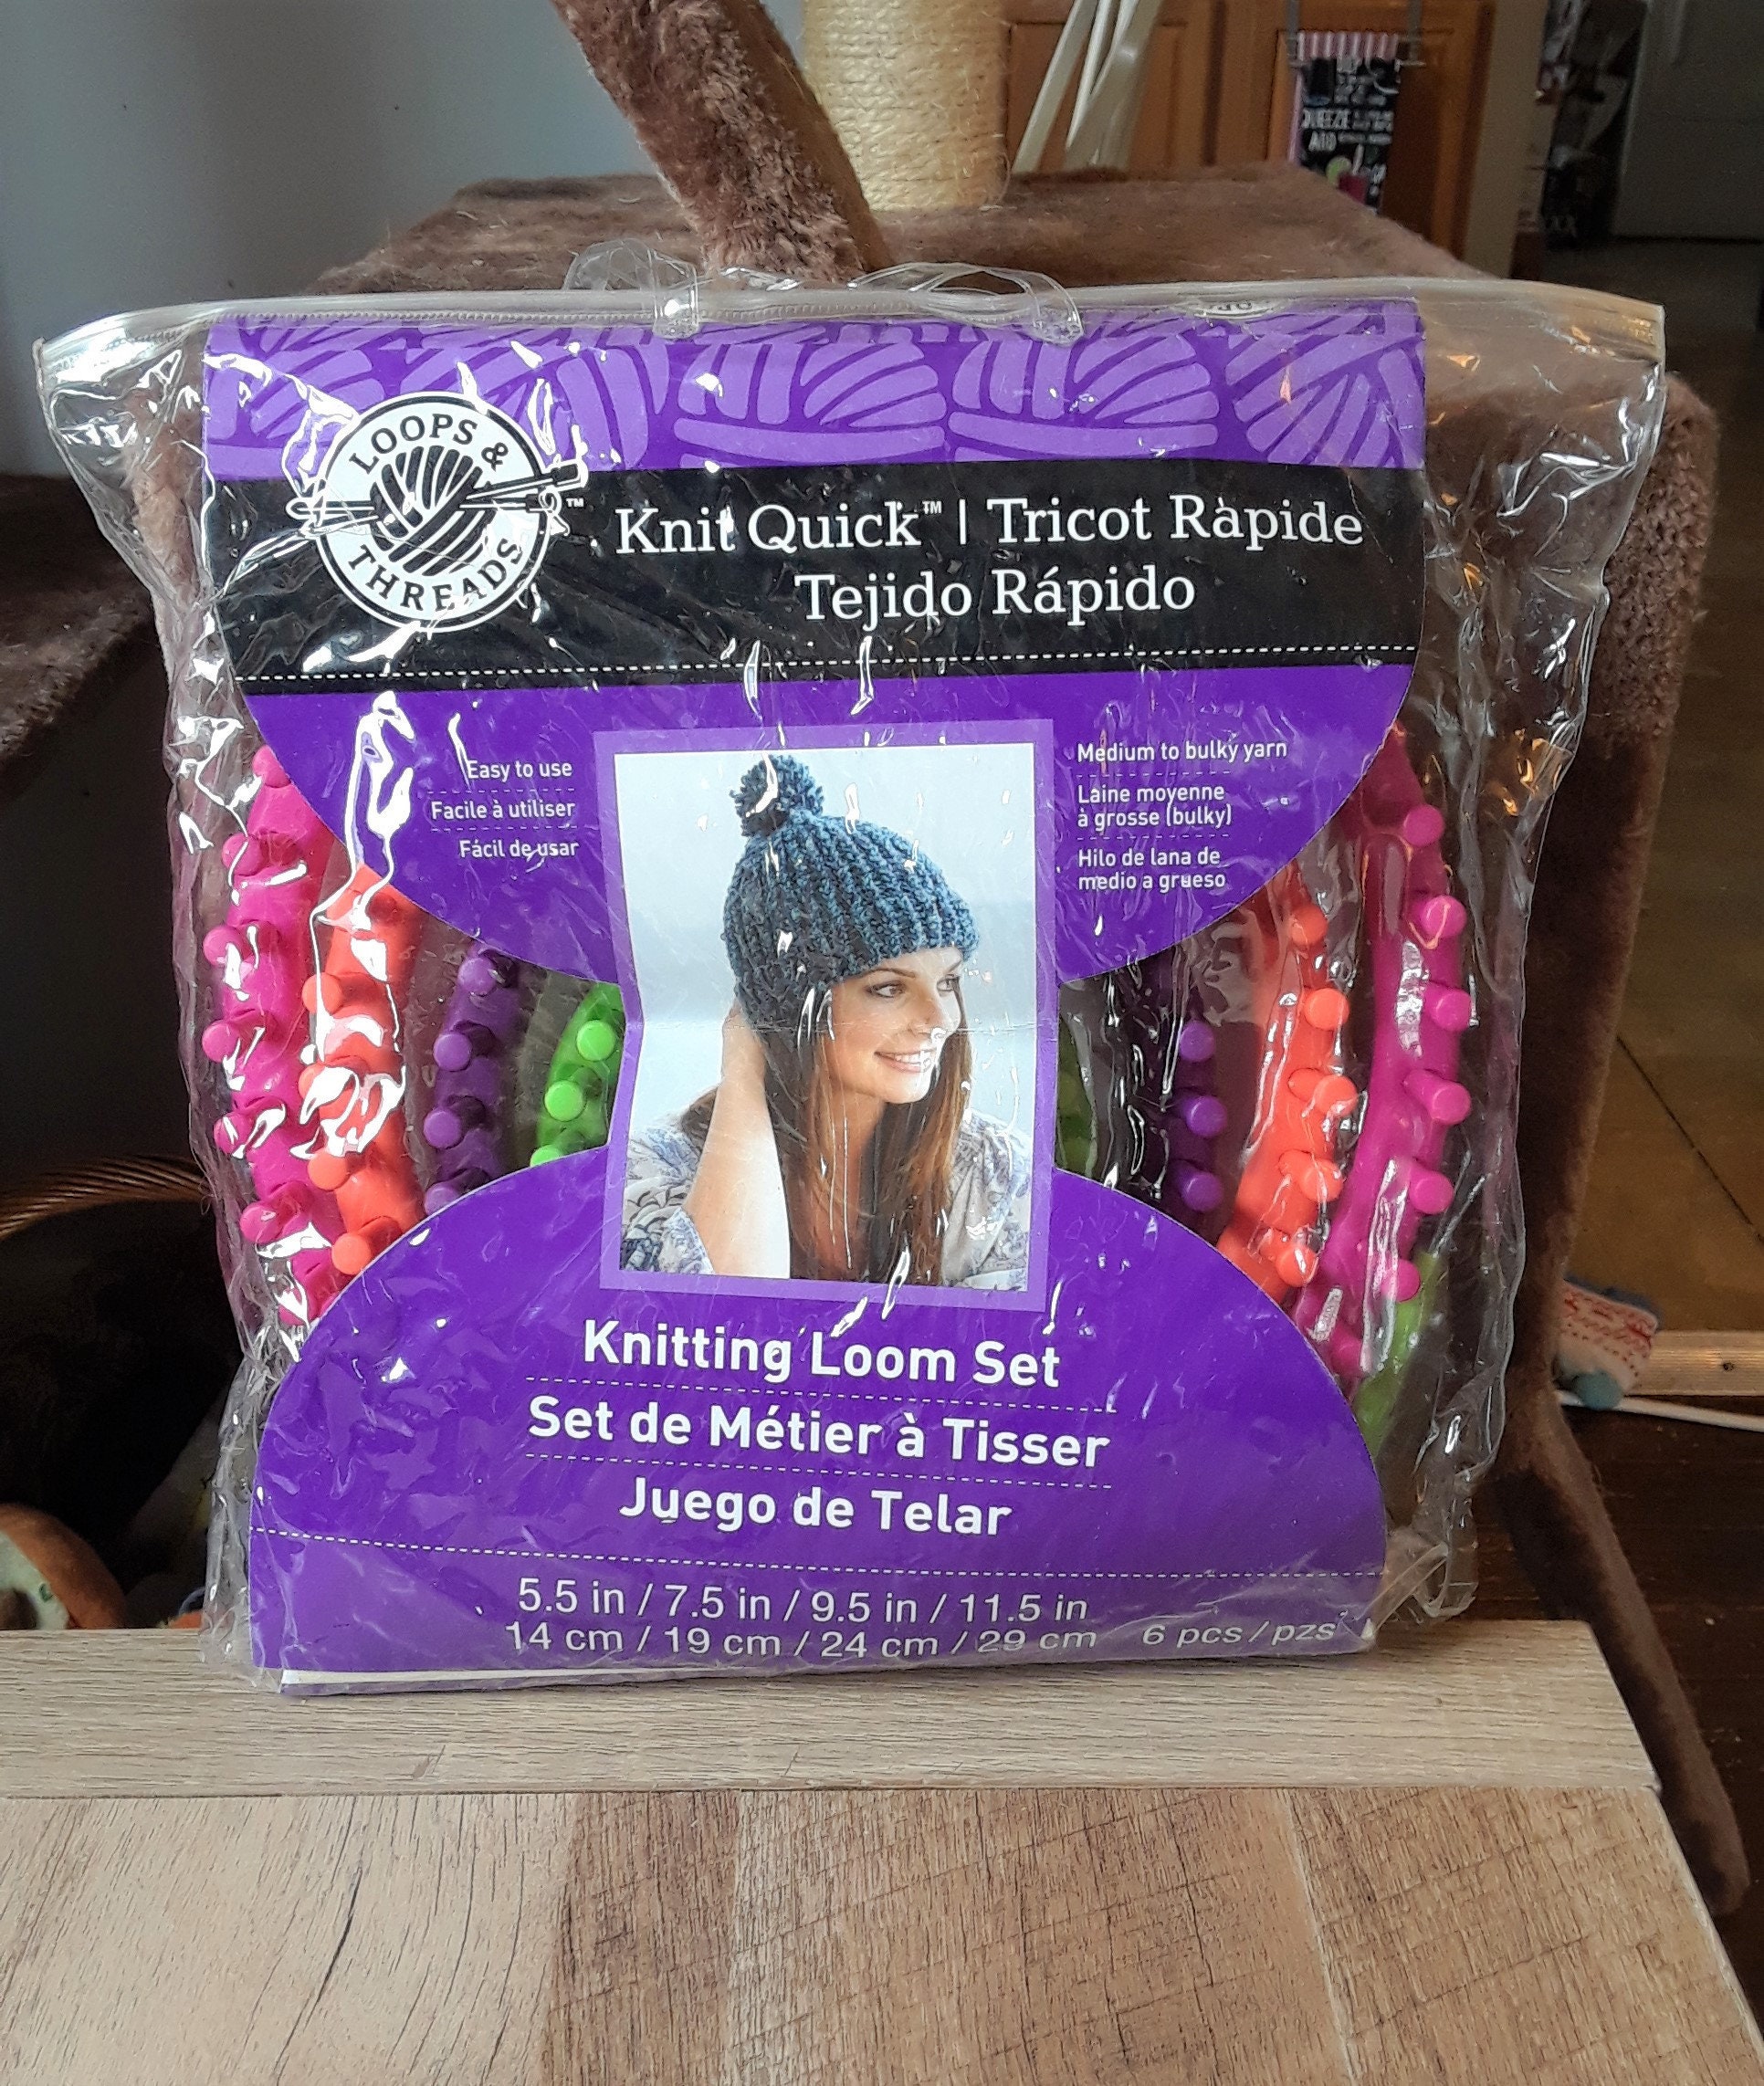 LOOPS &
THREADS
™
Knit Quick™ | Tricot Rapide
Tejido Rápido
Easy to use
Facile à utiliser
Fácil de usar
Medium to bulky yarn
Laine moyenne
à grosse (bulky)
Hilo de lana de
medio a grueso
Knitting Loom Set
Set de Métier à Tisser
Juego de Telar
5.5 in / 7.5 in / 9.5 in / 11.5 in
14 cm / 19 cm / 24 cm / 29 cm 6 pcs / pzs
SQUEEZE
AND